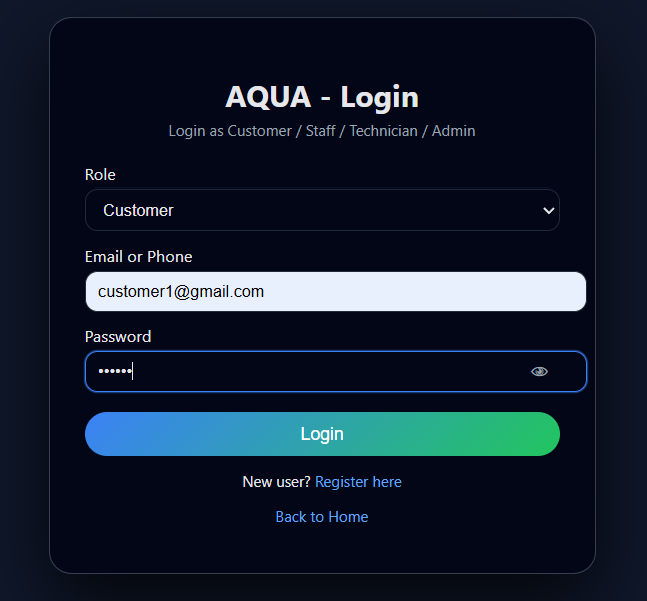 AQUA - Login
Login as Customer / Staff / Technician / Admin
Role
Customer
Email or Phone
customer1@gmail.com
Password
••••••
Login
New user? Register here
Back to Home